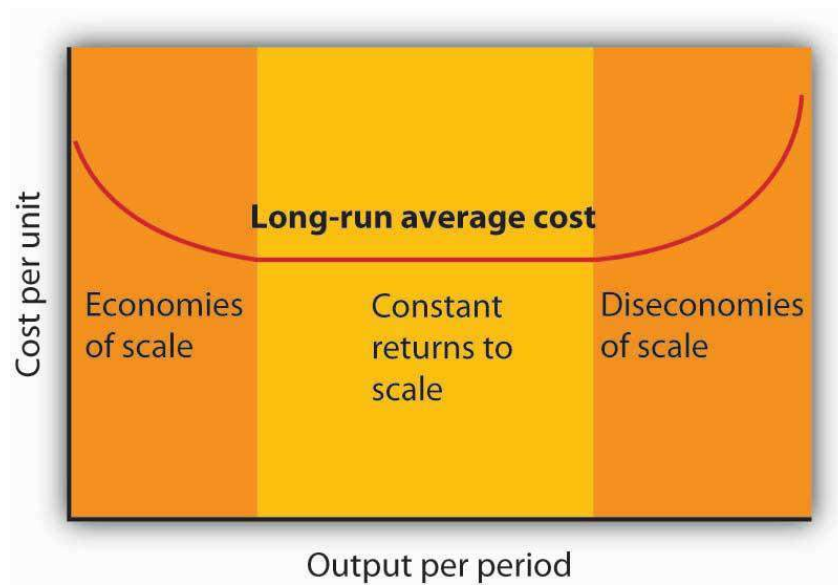 Cost per unit
Long-run average cost
Economies
of scale
Constant
returns to
scale
Diseconomies
of scale
Output per period